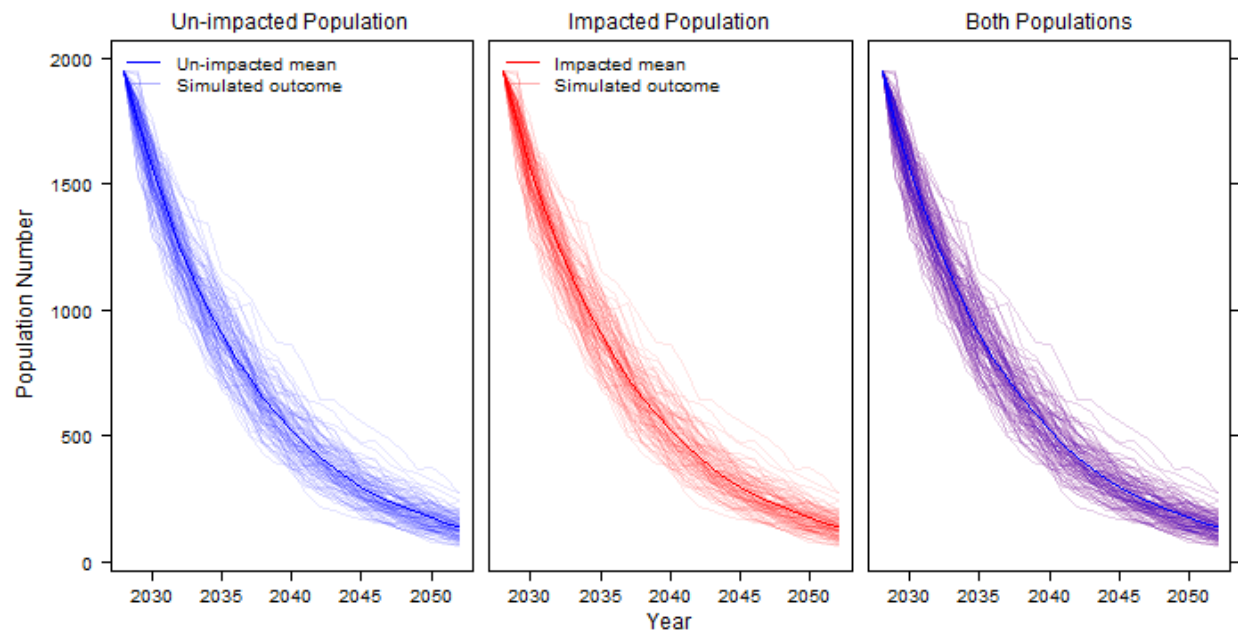 Un-impacted Population
Impacted Population
Both Populations
Un-impacted mean
Simulated outcome
Impacted mean
Simulated outcome
Population Number
2000
1500
1000
500
0
2030 2035 2040 2045 2050
2030 2035 2040 2045 2050
2030 2035 2040 2045 2050
Year